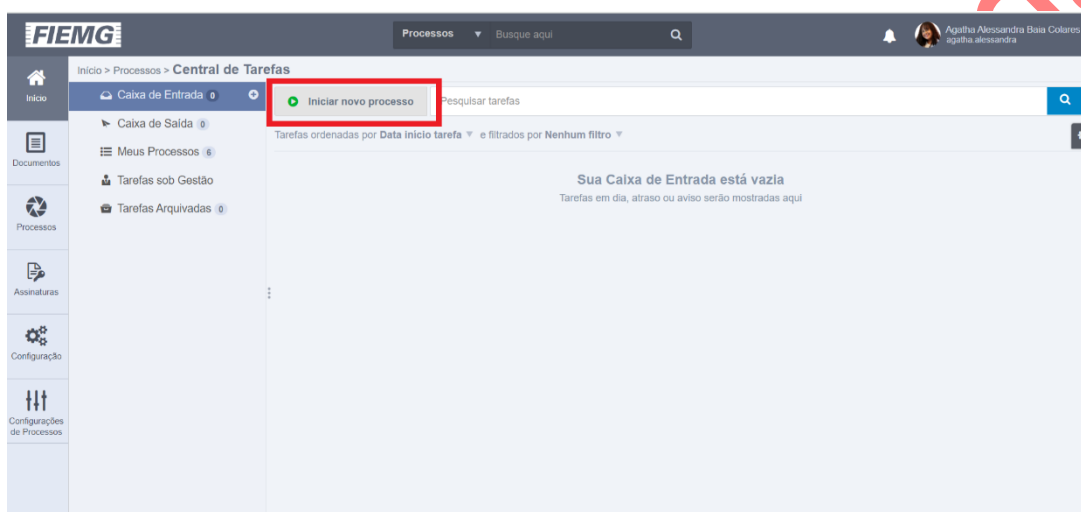 FIEMG
Processos Busque aqui
Agatha Alessandra Baia Colares
agatha.alessandra
Início
Documentos
Processos
Assinaturas
Configuração
Configurações
de Processos
Início > Processos > Central de Tarefas
Caixa de Entrada 0
Caixa de Saída 0
Meus Processos 6
Tarefas sob Gestão
Tarefas Arquivadas 0
Iniciar novo processo Pesquisar tarefas
Tarefas ordenadas por Data início tarefa e filtrados por Nenhum filtro
Sua Caixa de Entrada está vazia
Tarefas em dia, atraso ou aviso serão mostradas aqui